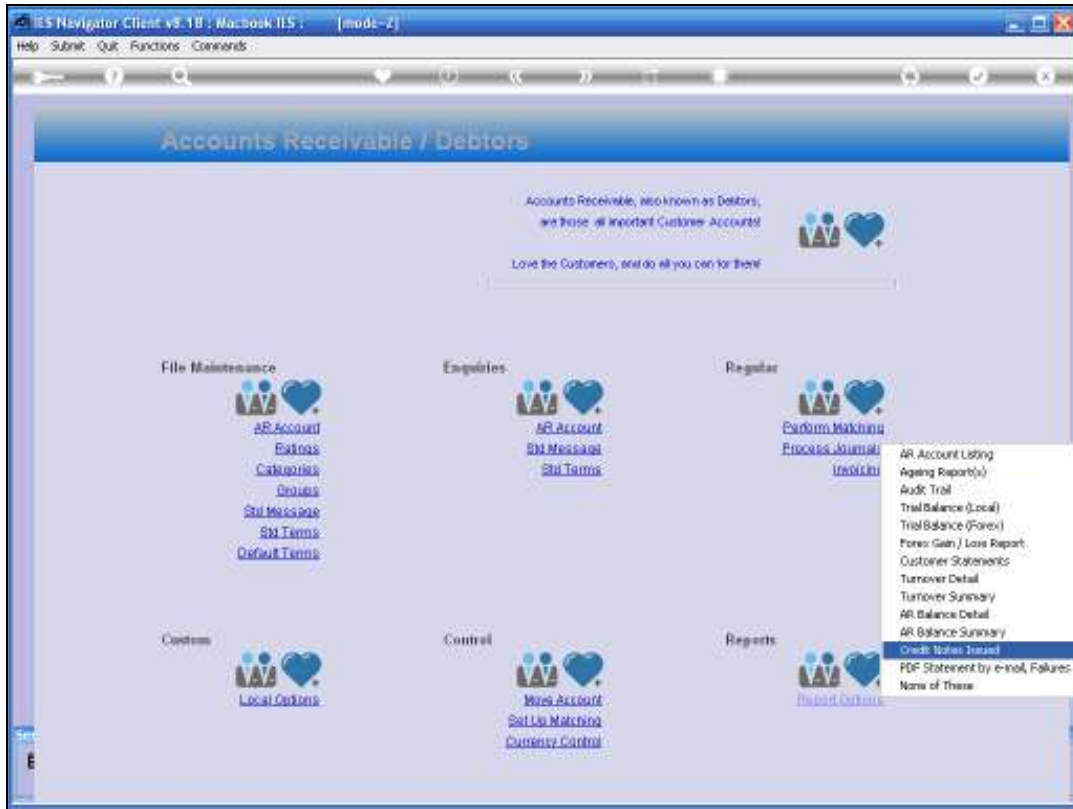 IES Navigator Client v8.18 : Macbook ILS : [mode-Z]
Help Submit Quit Functions Commands
Accounts Receivable / Debtors
Accounts Receivable, also known as Debtors,
are those all important Customer Accounts!
Love the Customers, and do all you can for them!
File Maintenance
AR Account
Ratings
Categories
Groups
Std Message
Std Terms
Default Terms
Enquiries
AR Account
Std Message
Std Terms
Regular
Perform Matching
Process Journals
Invoicin
AR Account Listing
Ageing Report(s)
Audit Trail
Trial Balance (Local)
Trial Balance (Forex)
Forex Gain / Loss Report
Customer Statements
Turnover Detail
Turnover Summary
AR Balance Detail
AR Balance Summary
Credit Notes Issued
PDF Statement by e-mail, Failures
None of These
Custom
Local Options
Control
Move Account
Set Up Matching
Currency Control
Reports
Report Options
Ser